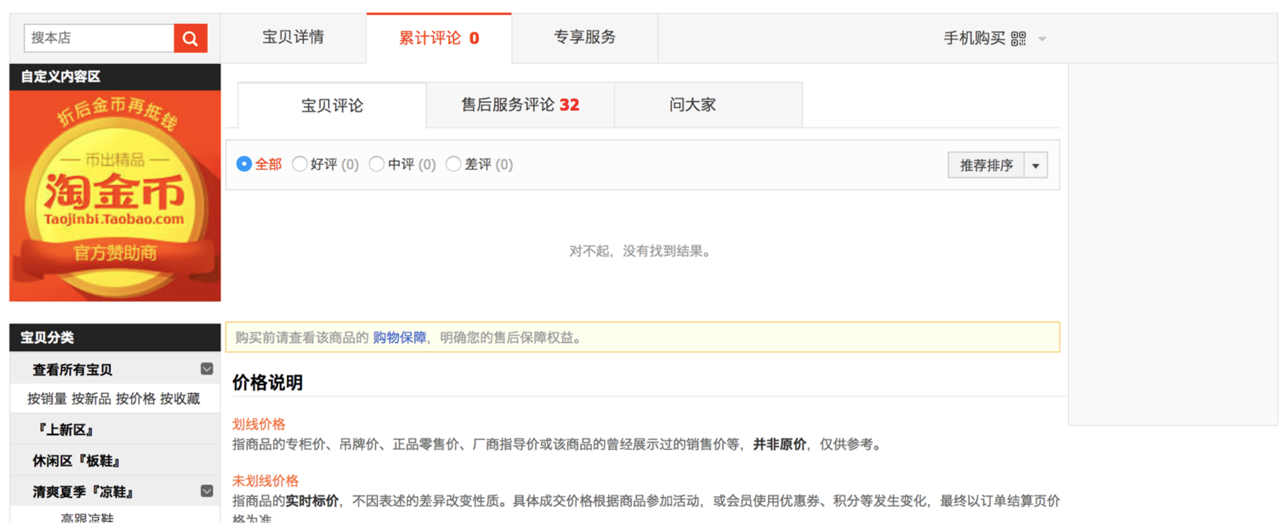 搜本店
宝贝详情
累计评论 0
专享服务
手机购买
自定义内容区
折后金币再抵钱
币出精品
淘金币
Taojinbi.Taobao.com
官方赞助商
宝贝评论
售后服务评论 32
问大家
全部 好评 (0) 中评 (0) 差评 (0)
推荐排序
对不起，没有找到结果。
宝贝分类
查看所有宝贝
按销量 按新品 按价格 按收藏
『上新区』
休闲区『板鞋』
清爽夏季『凉鞋』
高跟凉鞋
购买前请查看该商品的 购物保障，明确您的售后保障权益。
价格说明
划线价格
指商品的专柜价、吊牌价、正品零售价、厂商指导价或该商品的曾经展示过的销售价等，并非原价，仅供参考。
未划线价格
指商品的实时标价，不因表述的差异改变性质。具体成交价格根据商品参加活动，或会员使用优惠券、积分等发生变化，最终以订单结算页价
格为准